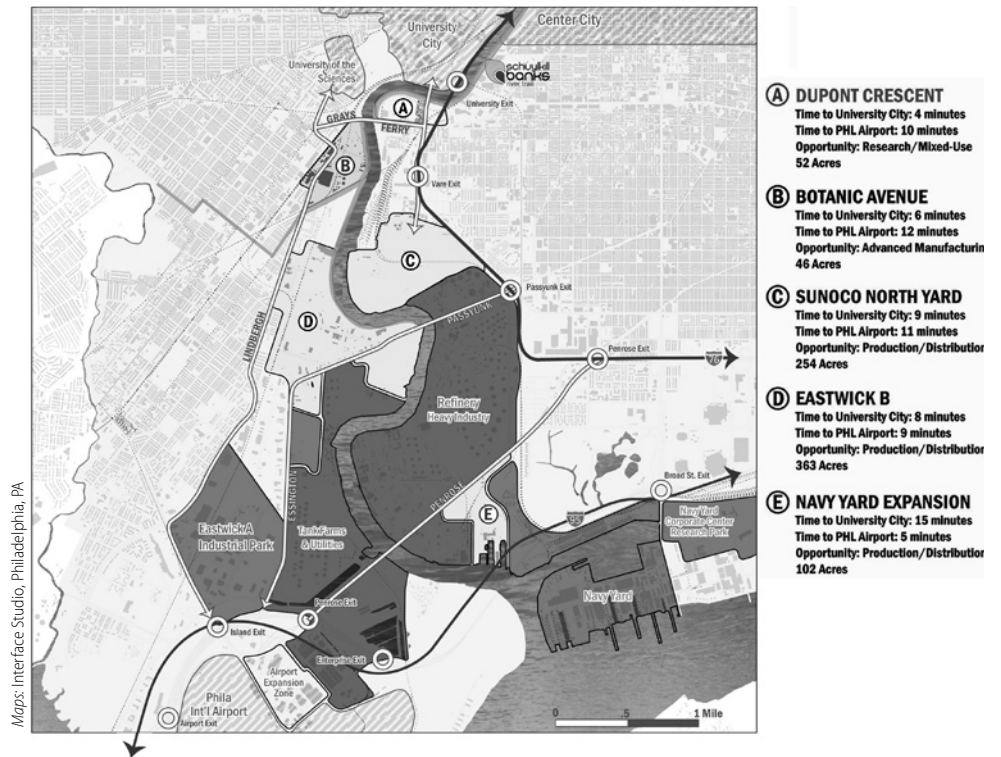 University
City
Center City
University of the
Sciences
schuylkill
banks
river trail
University Exit
A
GRAYS
FERRY
B
Vare Exit
C
Passyunk Exit
PASSYUNK
D
LINDBERGH
Penrose Exit
76
Refinery
Heavy Industry
Broad St. Exit
PENROSE
ESSINGTON
E
Eastwick A
Industrial Park
Tank Farms
& Utilities
Navy Yard
Corporate Center
Research Park
Navy Yard
Penrose Exit
Island Exit
Enterprise Exit
Airport
Expansion
Zone
Phila
Int'l Airport
Airport Exit
0 .5 1 Mile
Maps: Interface Studio, Philadelphia, PA
A DUPONT CRESCENT
Time to University City: 4 minutes
Time to PHL Airport: 10 minutes
Opportunity: Research/Mixed-Use
52 Acres
B BOTANIC AVENUE
Time to University City: 6 minutes
Time to PHL Airport: 12 minutes
Opportunity: Advanced Manufacturin
46 Acres
C SUNOCO NORTH YARD
Time to University City: 9 minutes
Time to PHL Airport: 11 minutes
Opportunity: Production/Distribution
254 Acres
D EASTWICK B
Time to University City: 8 minutes
Time to PHL Airport: 9 minutes
Opportunity: Production/Distribution
363 Acres
E NAVY YARD EXPANSION
Time to University City: 15 minutes
Time to PHL Airport: 5 minutes
Opportunity: Production/Distribution
102 Acres